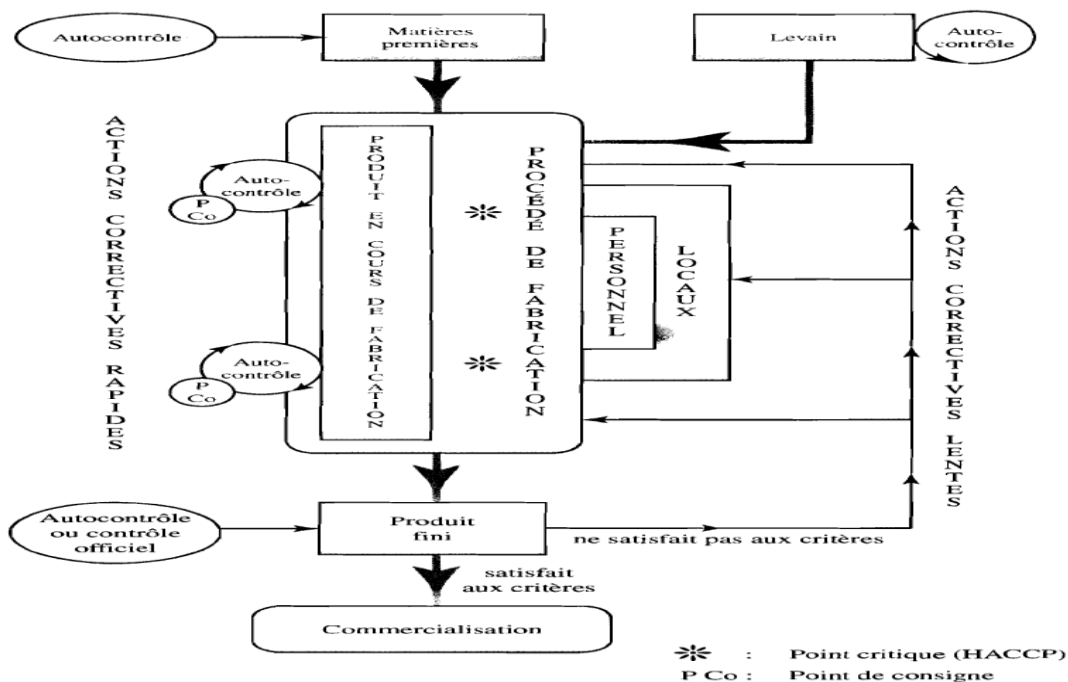 Autocontrôle
Matières
premières
Levain
Auto-
contrôle
ACTIONS CORRECTIVES RAPIDES
Auto-
contrôle
P
Co
PRODUIT EN COURS DE FABRICATION
PROCÉDÉ DE FABRICATION
PERSONNEL
LOCAUX
ACTIONS CORRECTIVES LENTES
Auto-
contrôle
P
Co
Autocontrôle
ou contrôle
officiel
Produit
fini
ne satisfait pas aux critères
satisfait
aux critères
Commercialisation
: Point critique (HACCP)
P Co : Point de consigne